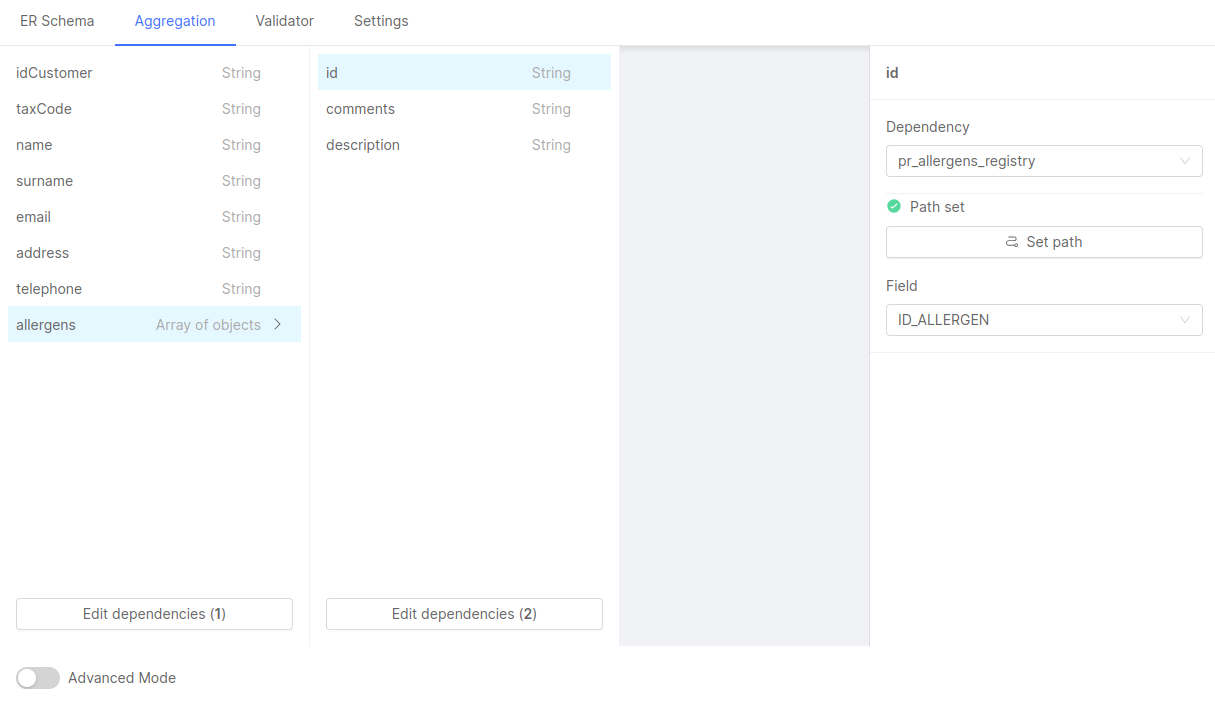 ER Schema Aggregation Validator Settings
idCustomer String
taxCode String
name String
surname String
email String
address String
telephone String
allergens Array of objects
Edit dependencies (1)
id String
comments String
description String
Edit dependencies (2)
id
Dependency
pr_allergens_registry
Path set
Set path
Field
ID_ALLERGEN
Advanced Mode